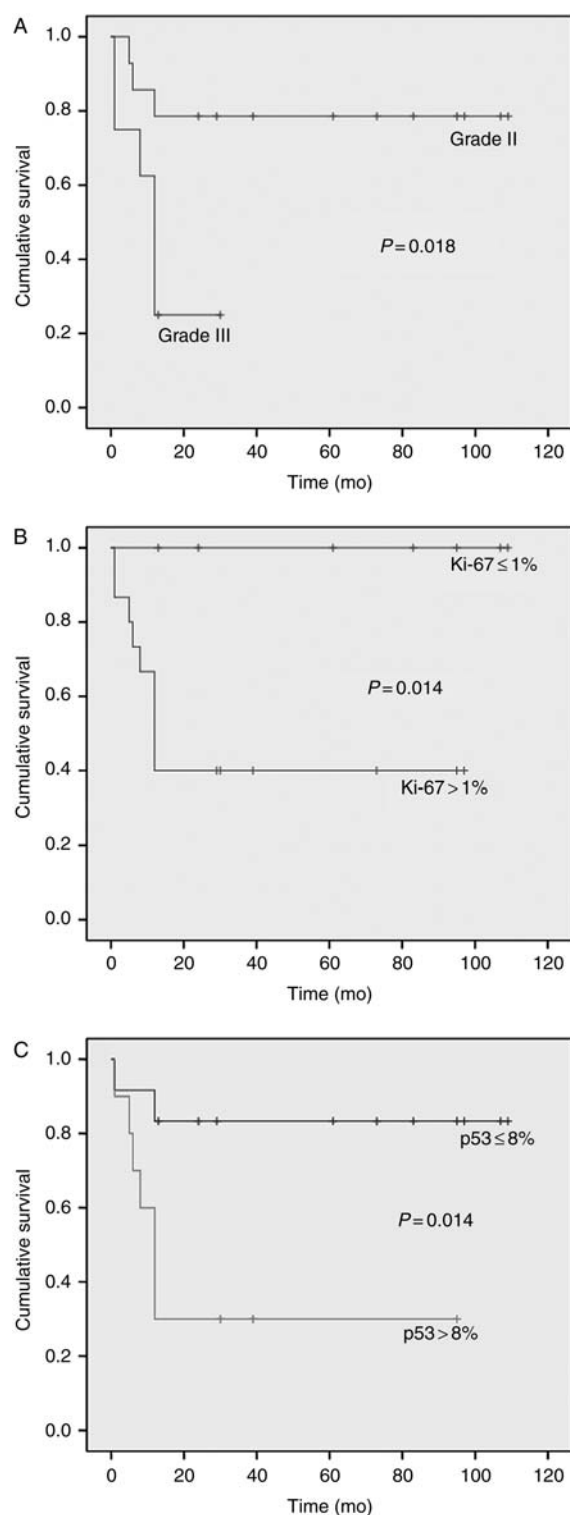 A
1.0
0.8
0.6
0.4
0.2
0.0
Cumulative survival
Grade II
P=0.018
Grade III
0 20 40 60 80 100 120
Time (mo)
B
1.0
0.8
0.6
0.4
0.2
0.0
Cumulative survival
Ki-67≤1%
P=0.014
Ki-67>1%
0 20 40 60 80 100 120
Time (mo)
C
1.0
0.8
0.6
0.4
0.2
0.0
Cumulative survival
p53≤8%
P=0.014
p53>8%
0 20 40 60 80 100 120
Time (mo)